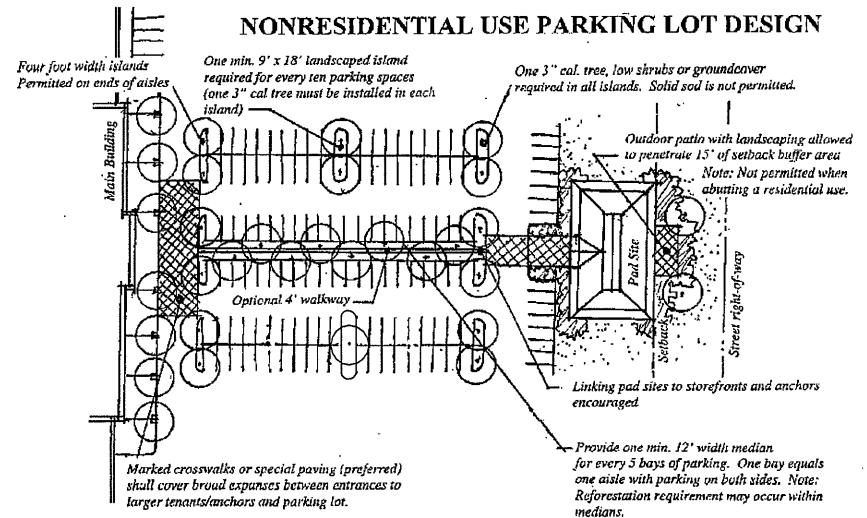 NONRESIDENTIAL USE PARKING LOT DESIGN
Four foot width islands
Permitted on ends of aisles
One min. 9' x 18' landscaped island
required for every ten parking spaces
(one 3" cal tree must be installed in each
island)
One 3" cal. tree, low shrubs or groundcover
required in all islands. Solid sod is not permitted.
Outdoor patio with landscaping allowed
to penetrate 15' of setback buffer area
Note: Not permitted when
abutting a residential use.
Main Building
Optional 4' walkway
Pad Site
Setback
Street right-of-way
Linking pad sites to storefronts and anchors
encouraged
Marked crosswalks or special paving (preferred)
shall cover broud expanses between entrances to
larger tenants/anchors and parking lot.
Provide one min. 12' width median
for every 5 bays of parking. One bay equals
one aisle with parking on both sides. Note:
Reforestation requirement may occur within
medians.